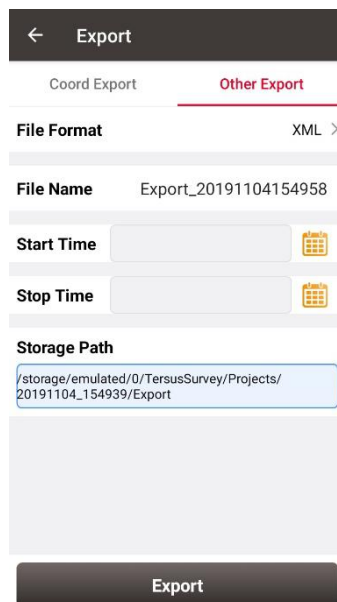 Export
Coord Export Other Export
File Format XML
File Name Export_20191104154958
Start Time
Stop Time
Storage Path
/storage/emulated/0/TersusSurvey/Projects/
20191104_154939/Export
Export